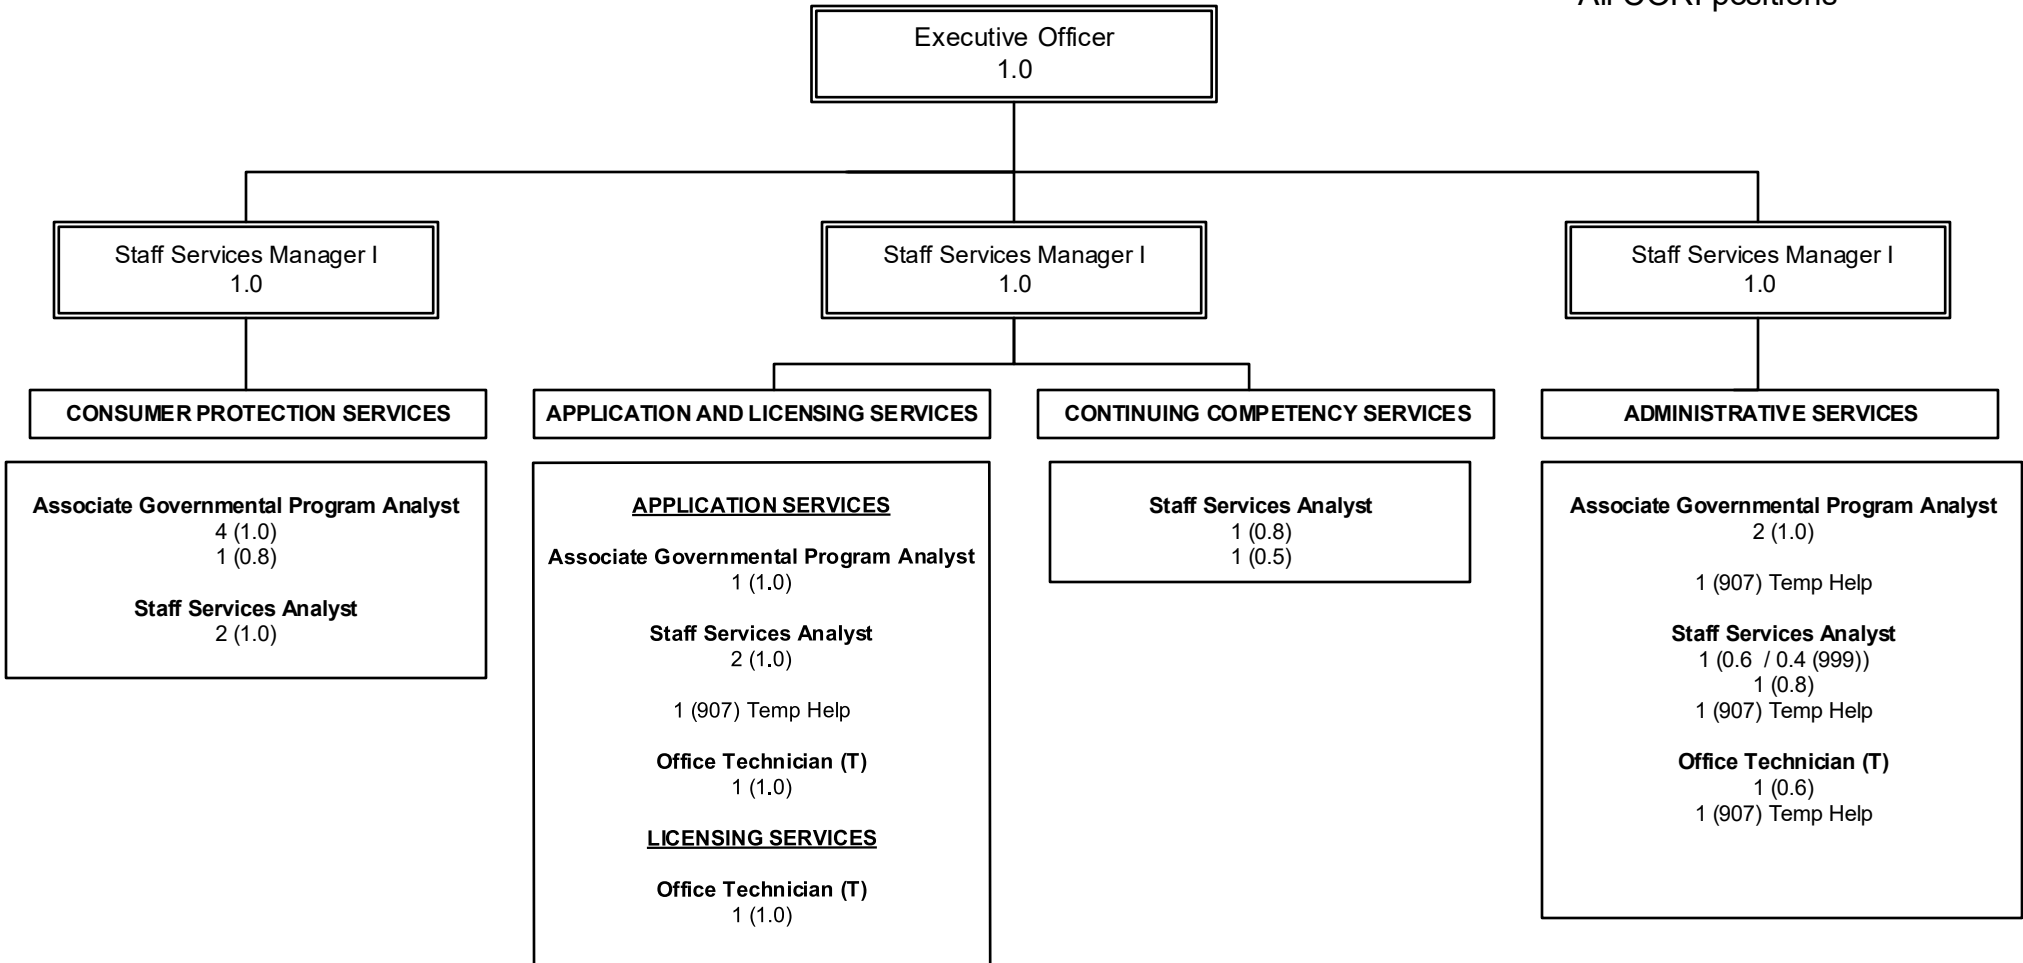 positions
Executive Officer
1.0
Staff Services Manager I
1.0
Staff Services Manager I
1.0
Staff Services Manager I
1.0
CONSUMER PROTECTION SERVICES
Associate Governmental Program Analyst
4 (1.0)
1 (0.8)
Staff Services Analyst
2 (1.0)
APPLICATION AND LICENSING SERVICES
APPLICATION SERVICES
Associate Governmental Program Analyst
1 (1.0)
Staff Services Analyst
2 (1.0)
1 (907) Temp Help
Office Technician (T)
1 (1.0)
LICENSING SERVICES
Office Technician (T)
1 (1.0)
CONTINUING COMPETENCY SERVICES
Staff Services Analyst
1 (0.8)
1 (0.5)
ADMINISTRATIVE SERVICES
Associate Governmental Program Analyst
2 (1.0)
1 (907) Temp Help
Staff Services Analyst
1 (0.6 / 0.4 (999))
1 (0.8)
1 (907) Temp Help
Office Technician (T)
1 (0.6)
1 (907) Temp Help